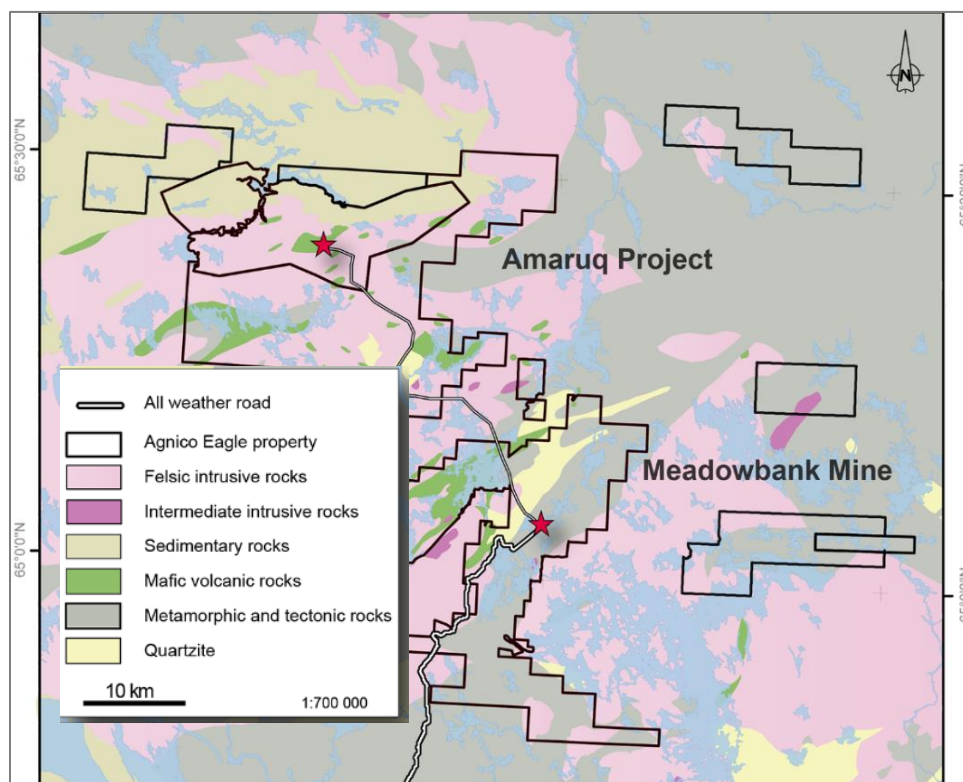 N
65°30'0"N
Amaruq Project
Meadowbank Mine
All weather road
Agnico Eagle property
Felsic intrusive rocks
Intermediate intrusive rocks
Sedimentary rocks
Mafic volcanic rocks
Metamorphic and tectonic rocks
Quartzite
10 km
1:700 000
65°0'0"N